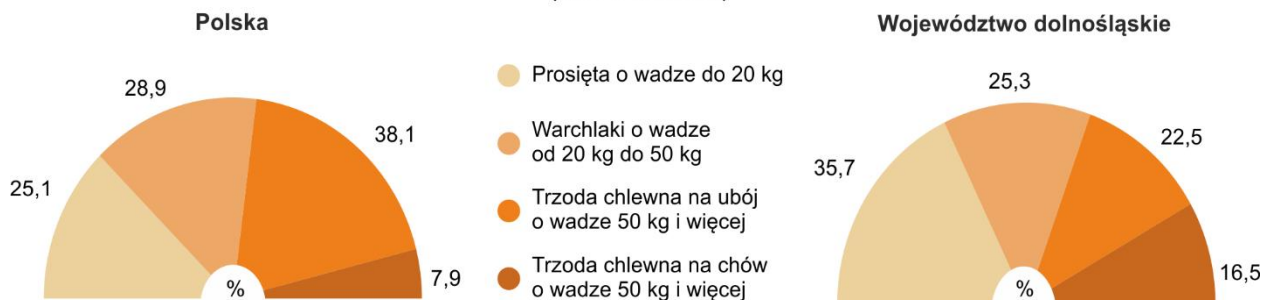 Polska
28,9
38,1
25,1
7,9
%
Prosięta o wadze do 20 kg
Warchlaki o wadze
od 20 kg do 50 kg
Trzoda chlewna na ubój
o wadze 50 kg i więcej
Trzoda chlewna na chów
o wadze 50 kg i więcej
Województwo dolnośląskie
25,3
22,5
35,7
16,5
%